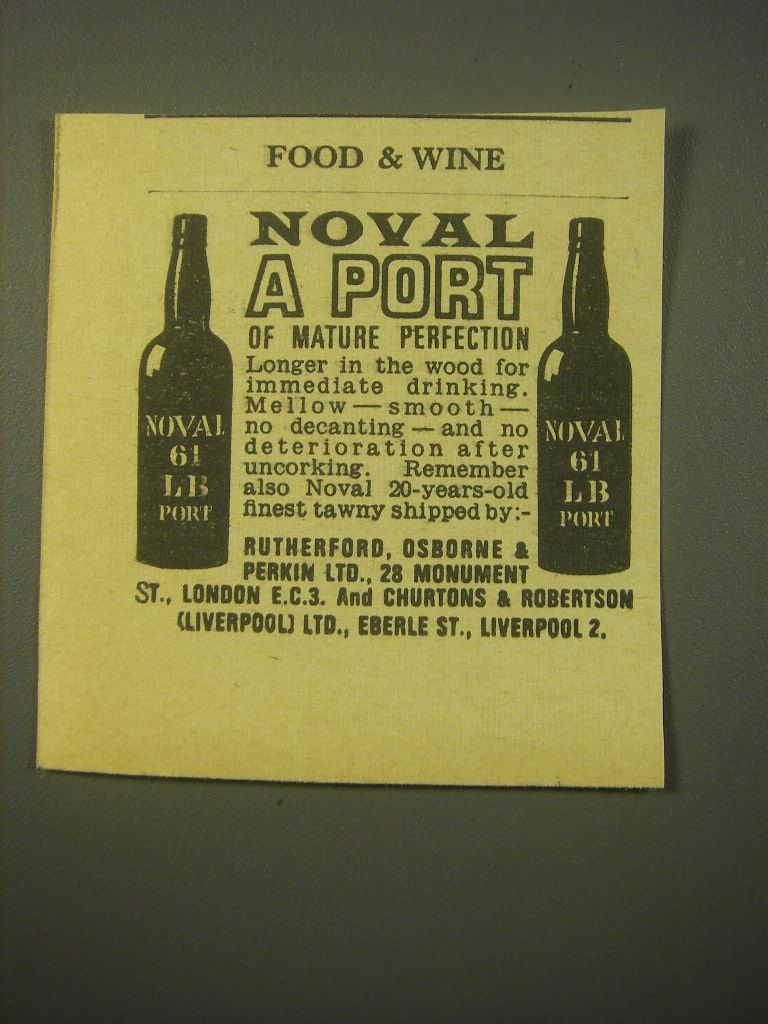 FOOD & WINE
NOVAL
A PORT
OF MATURE PERFECTION
Longer in the wood for
immediate drinking.
Mellow — smooth —
no decanting — and no
deterioration after
uncorking. Remember
also Noval 20-years-old
finest tawny shipped by:-
RUTHERFORD, OSBORNE &
PERKIN LTD., 28 MONUMENT
ST., LONDON E.C.3. And CHURTONS & ROBERTSON
(LIVERPOOL) LTD., EBERLE ST., LIVERPOOL 2.
NOVAL
61
LB
PORT
NOVAL
61
LB
PORT